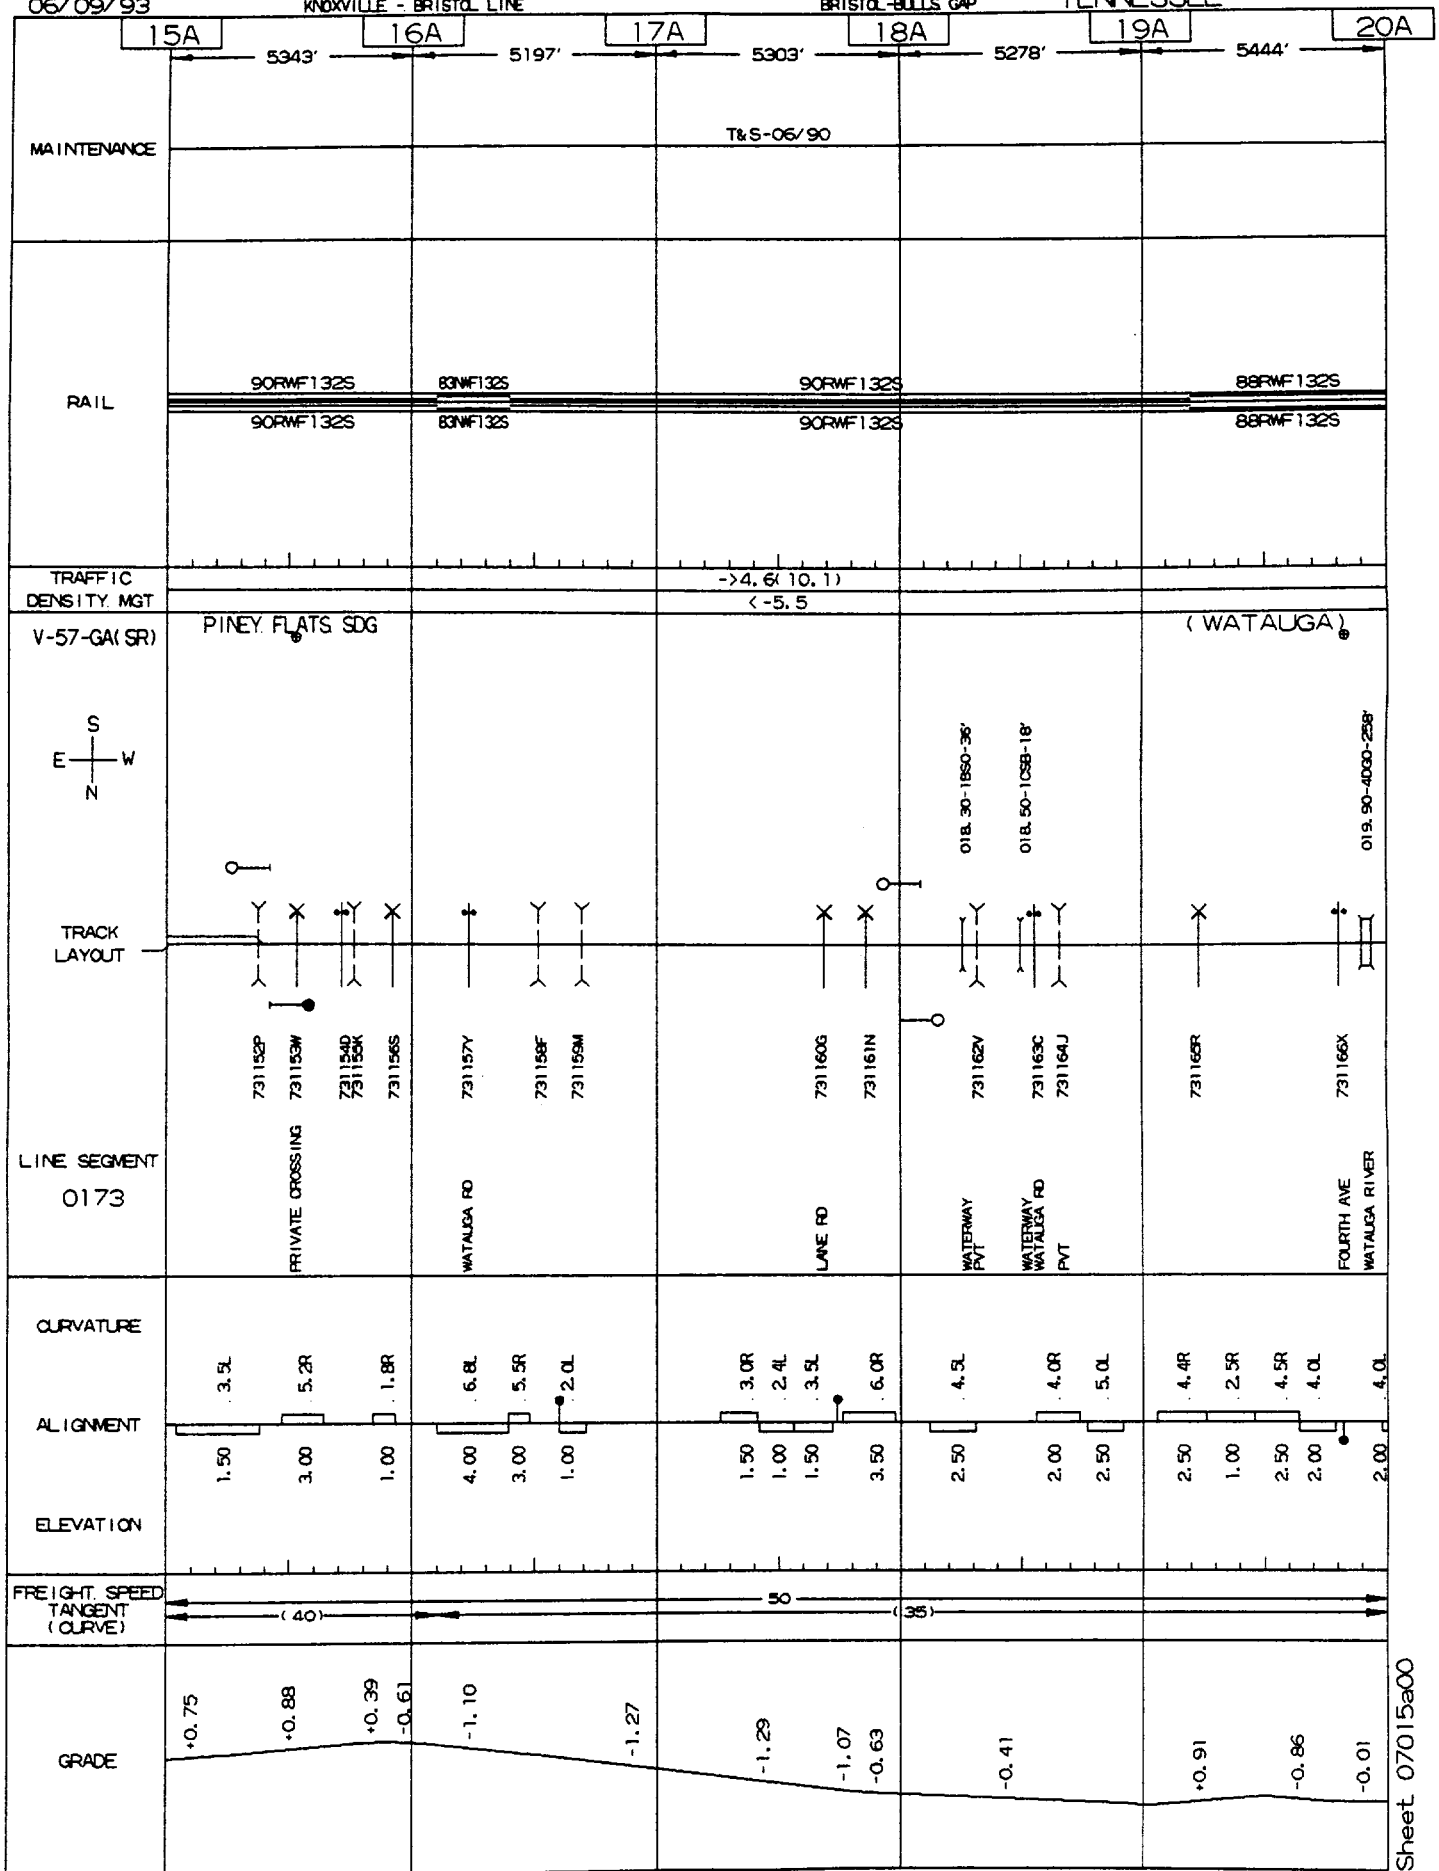 06/09/93 KNOXVILLE - BRISTOL LINE BRISTOL-BULLS GAP TENNESSEE
15A 16A 17A 18A 19A 20A
5343' 5197' 5303' 5278' 5444'
MAINTENANCE
T&S-06/90
RAIL
90RWF132S 83NWF132S 90RWF132S 88RWF132S
90RWF132S 83NWF132S 90RWF132S 88RWF132S
TRAFFIC
DENSITY. MGT
->4.6(10.1)
<-5.5
V-57-GA(SR)
PINEY. FLATS. SDG
(WATAUGA)
S
E W
N
018.30-1BSO-36'
018.50-1CSB-18'
019.90-4DGO-258'
TRACK
LAYOUT
731152P
731153W
731154D
731155K
731156S
731157Y
731158F
731159M
731160G
731161N
731162V
731163C
731164J
731165R
731166X
LINE SEGMENT
0173
PRIVATE CROSSING
WATAUGA RD
LANE RD
WATERWAY
PVT
WATERWAY
WATAUGA RD
PVT
FOURTH AVE
WATAUGA RIVER
CURVATURE
3.5L 5.2R 1.8R 6.8L 5.5R 2.0L 3.0R 2.4L 3.5L 6.0R 4.5L 4.0R 5.0L 4.4R 2.5R 4.5R 4.0L 4.0L
ALIGNMENT
1.50 3.00 1.00 4.00 3.00 1.00 1.50 1.00 1.50 3.50 2.50 2.00 2.50 2.50 1.00 2.50 2.00 2.00
ELEVATION
FREIGHT. SPEED
TANGENT
(CURVE)
50
(40) (35)
GRADE
+0.75 +0.88 +0.39 -0.61 -1.10 -1.27 -1.29 -1.07 -0.63 -0.41 +0.91 -0.86 -0.01
Sheet 07015a00